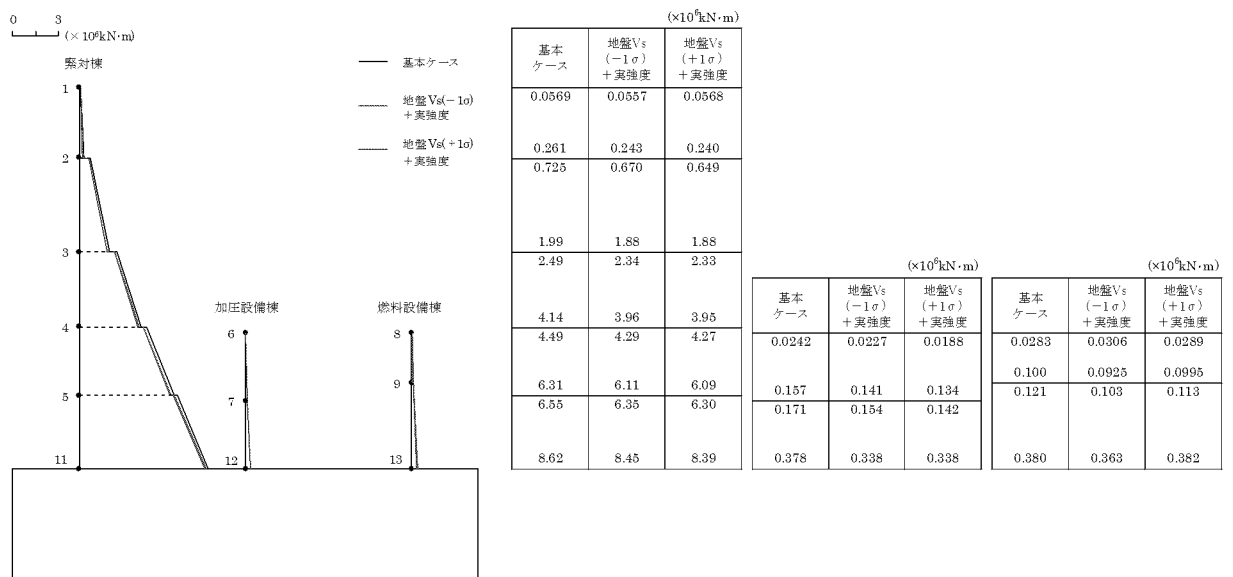 0 3
(×10⁶kN·m)
緊対棟
1
2
3
4
5
11
加圧設備棟
6
7
12
燃料設備棟
8
9
13
基本ケース
地盤Vs(－1σ)
＋実強度
地盤Vs(＋1σ)
＋実強度
(×10⁶kN·m)
基本 地盤Vs 地盤Vs
ケース (－1σ) (＋1σ)
＋実強度 ＋実強度
0.0569 0.0557 0.0568
0.261 0.243 0.240
0.725 0.670 0.649
1.99 1.88 1.88
2.49 2.34 2.33
4.14 3.96 3.95
4.49 4.29 4.27
6.31 6.11 6.09
6.55 6.35 6.30
8.62 8.45 8.39
(×10⁶kN·m)
基本 地盤Vs 地盤Vs
ケース (－1σ) (＋1σ)
＋実強度 ＋実強度
0.0242 0.0227 0.0188
0.157 0.141 0.134
0.171 0.154 0.142
0.378 0.338 0.338
(×10⁶kN·m)
基本 地盤Vs 地盤Vs
ケース (－1σ) (＋1σ)
＋実強度 ＋実強度
0.0283 0.0306 0.0289
0.100 0.0925 0.0995
0.121 0.103 0.113
0.380 0.363 0.382